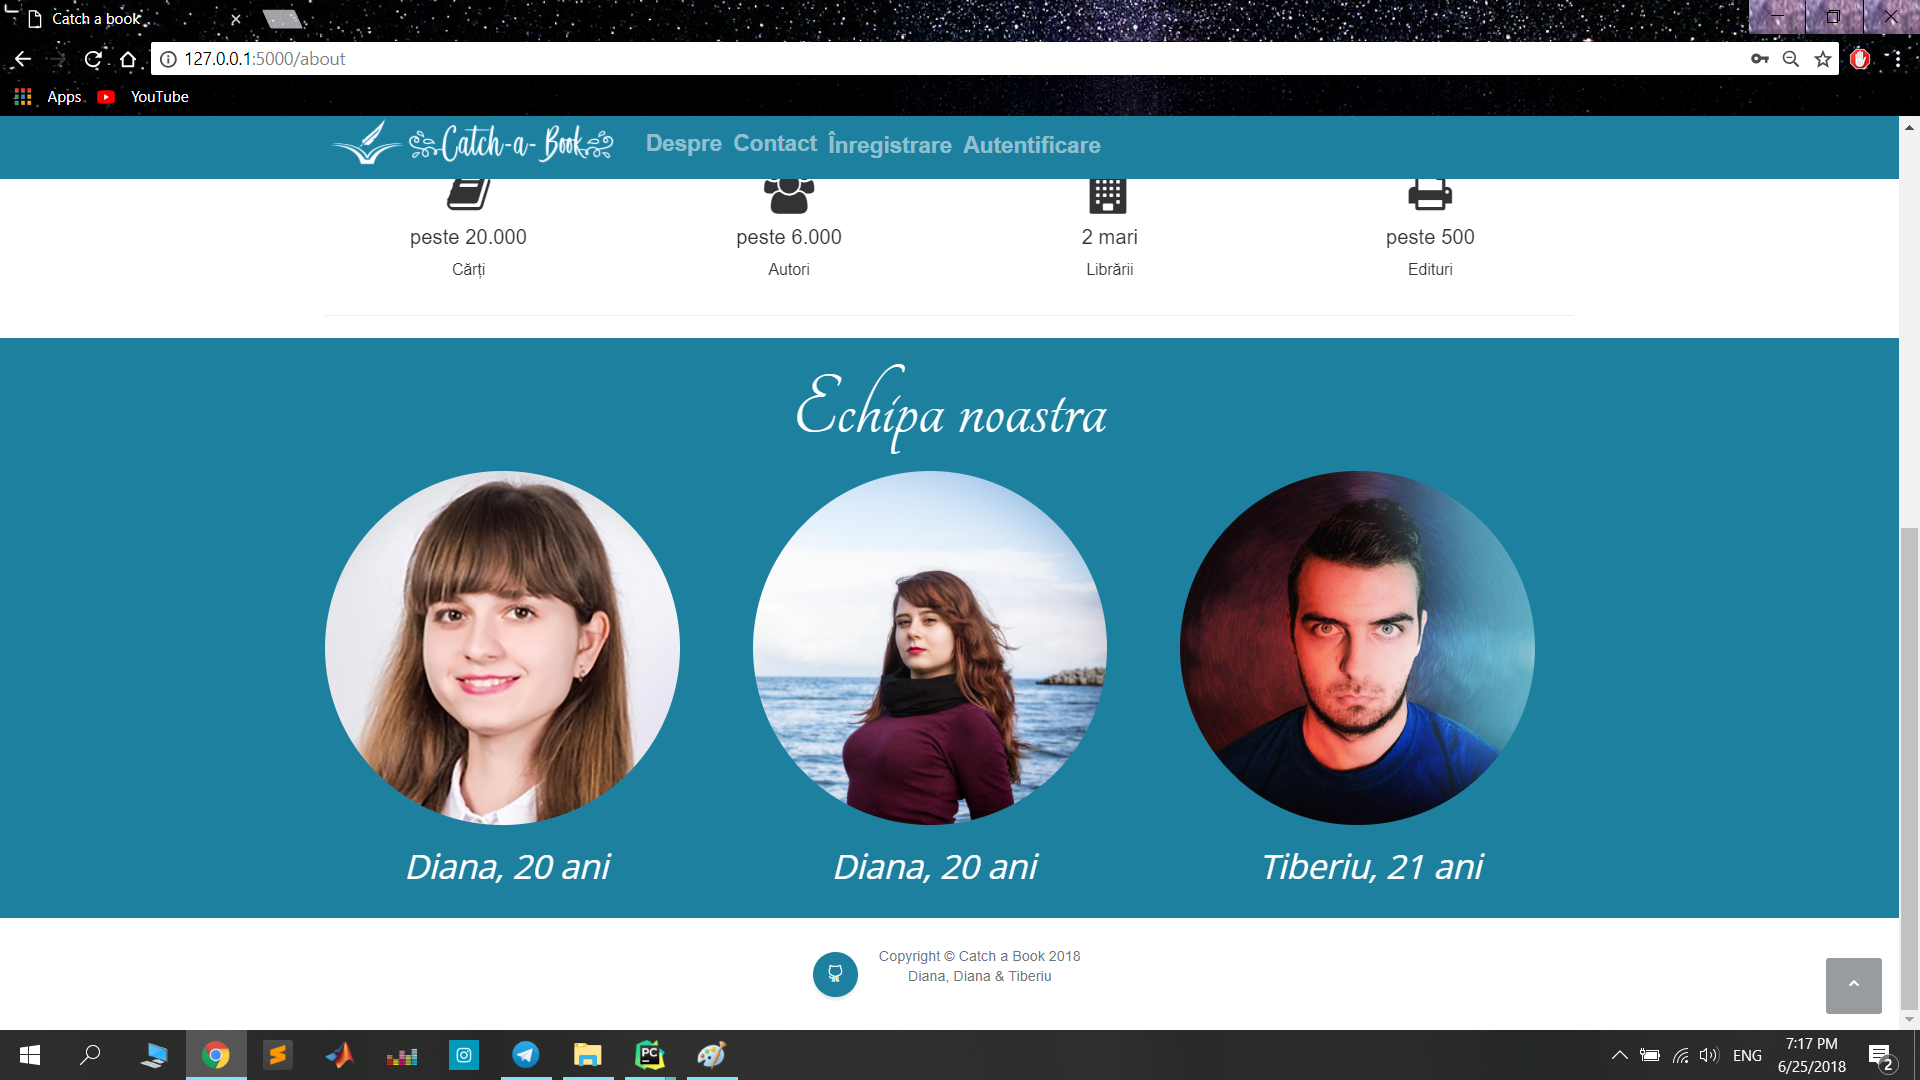 Catch a book
127.0.0.1:5000/about
Apps YouTube
Catch-a-Book Despre Contact Înregistrare Autentificare
peste 20.000 peste 6.000 2 mari peste 500
Cărți Autori Librării Edituri
Echipa noastra
Diana, 20 ani Diana, 20 ani Tiberiu, 21 ani
Copyright © Catch a Book 2018
Diana, Diana & Tiberiu
PC
ENG 7:17 PM
6/25/2018
2